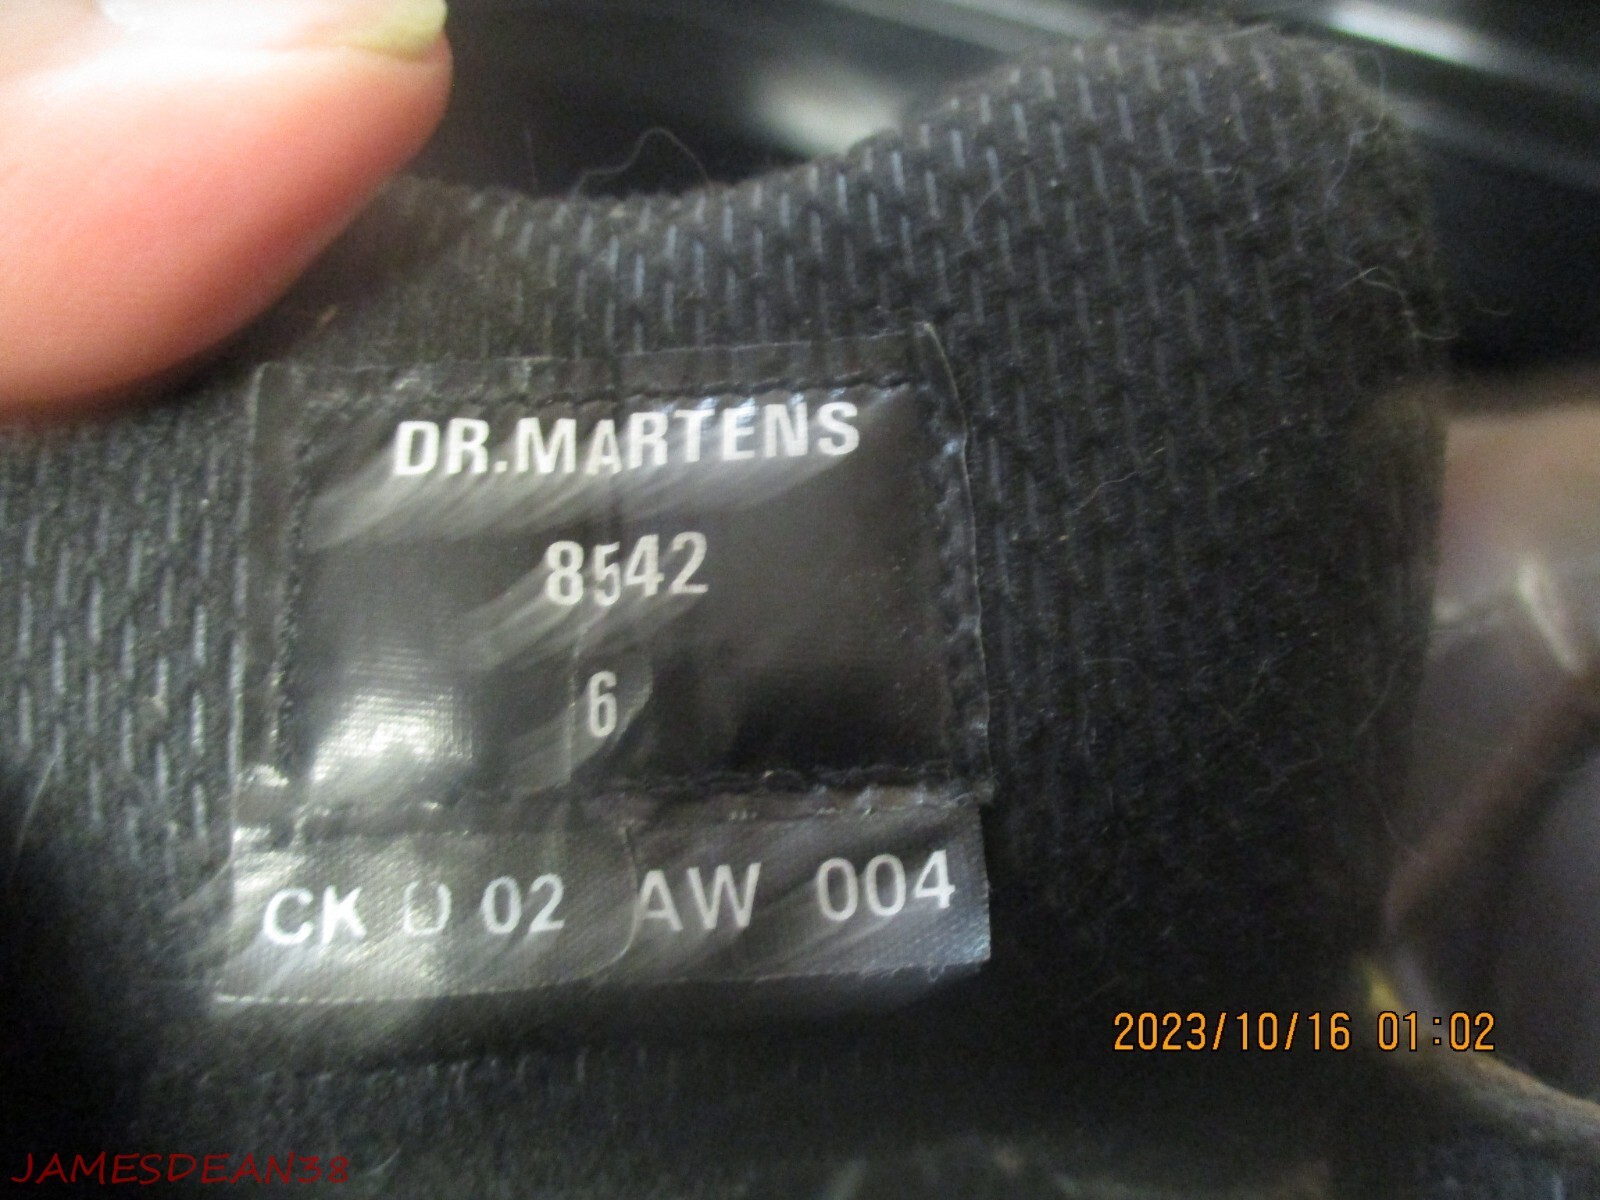 DR.MARTENS
8542
6
CK D 02 AW 004
2023/10/16 01:02
JAMESDEAN38